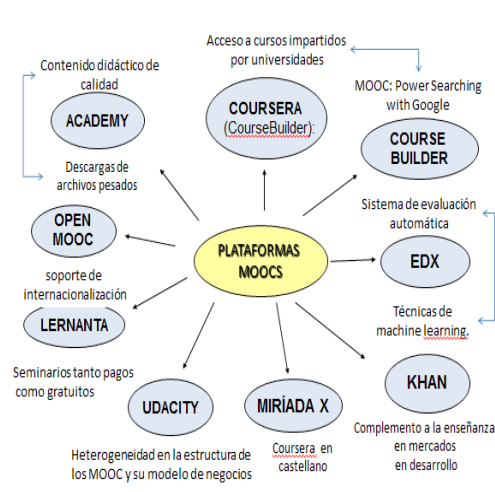 Acceso a cursos impartidos
por universidades
Contenido didáctico de
calidad
ACADEMY
COURSERA
(CourseBuilder):
MOOC: Power Searching
with Google
COURSE
BUILDER
Descargas de
archivos pesados
OPEN
MOOC
PLATAFORMAS
MOOCS
Sistema de evaluación
automática
EDX
soporte de
internacionalización
LERNANTA
Técnicas de
machine learning.
Seminarios tanto pagos
como gratuitos
UDACITY
MIRÍADA X
KHAN
Heterogeneidad en la estructura de
los MOOC y su modelo de negocios
Coursera en
castellano
Complemento a la enseñanza
en mercados
en desarrollo